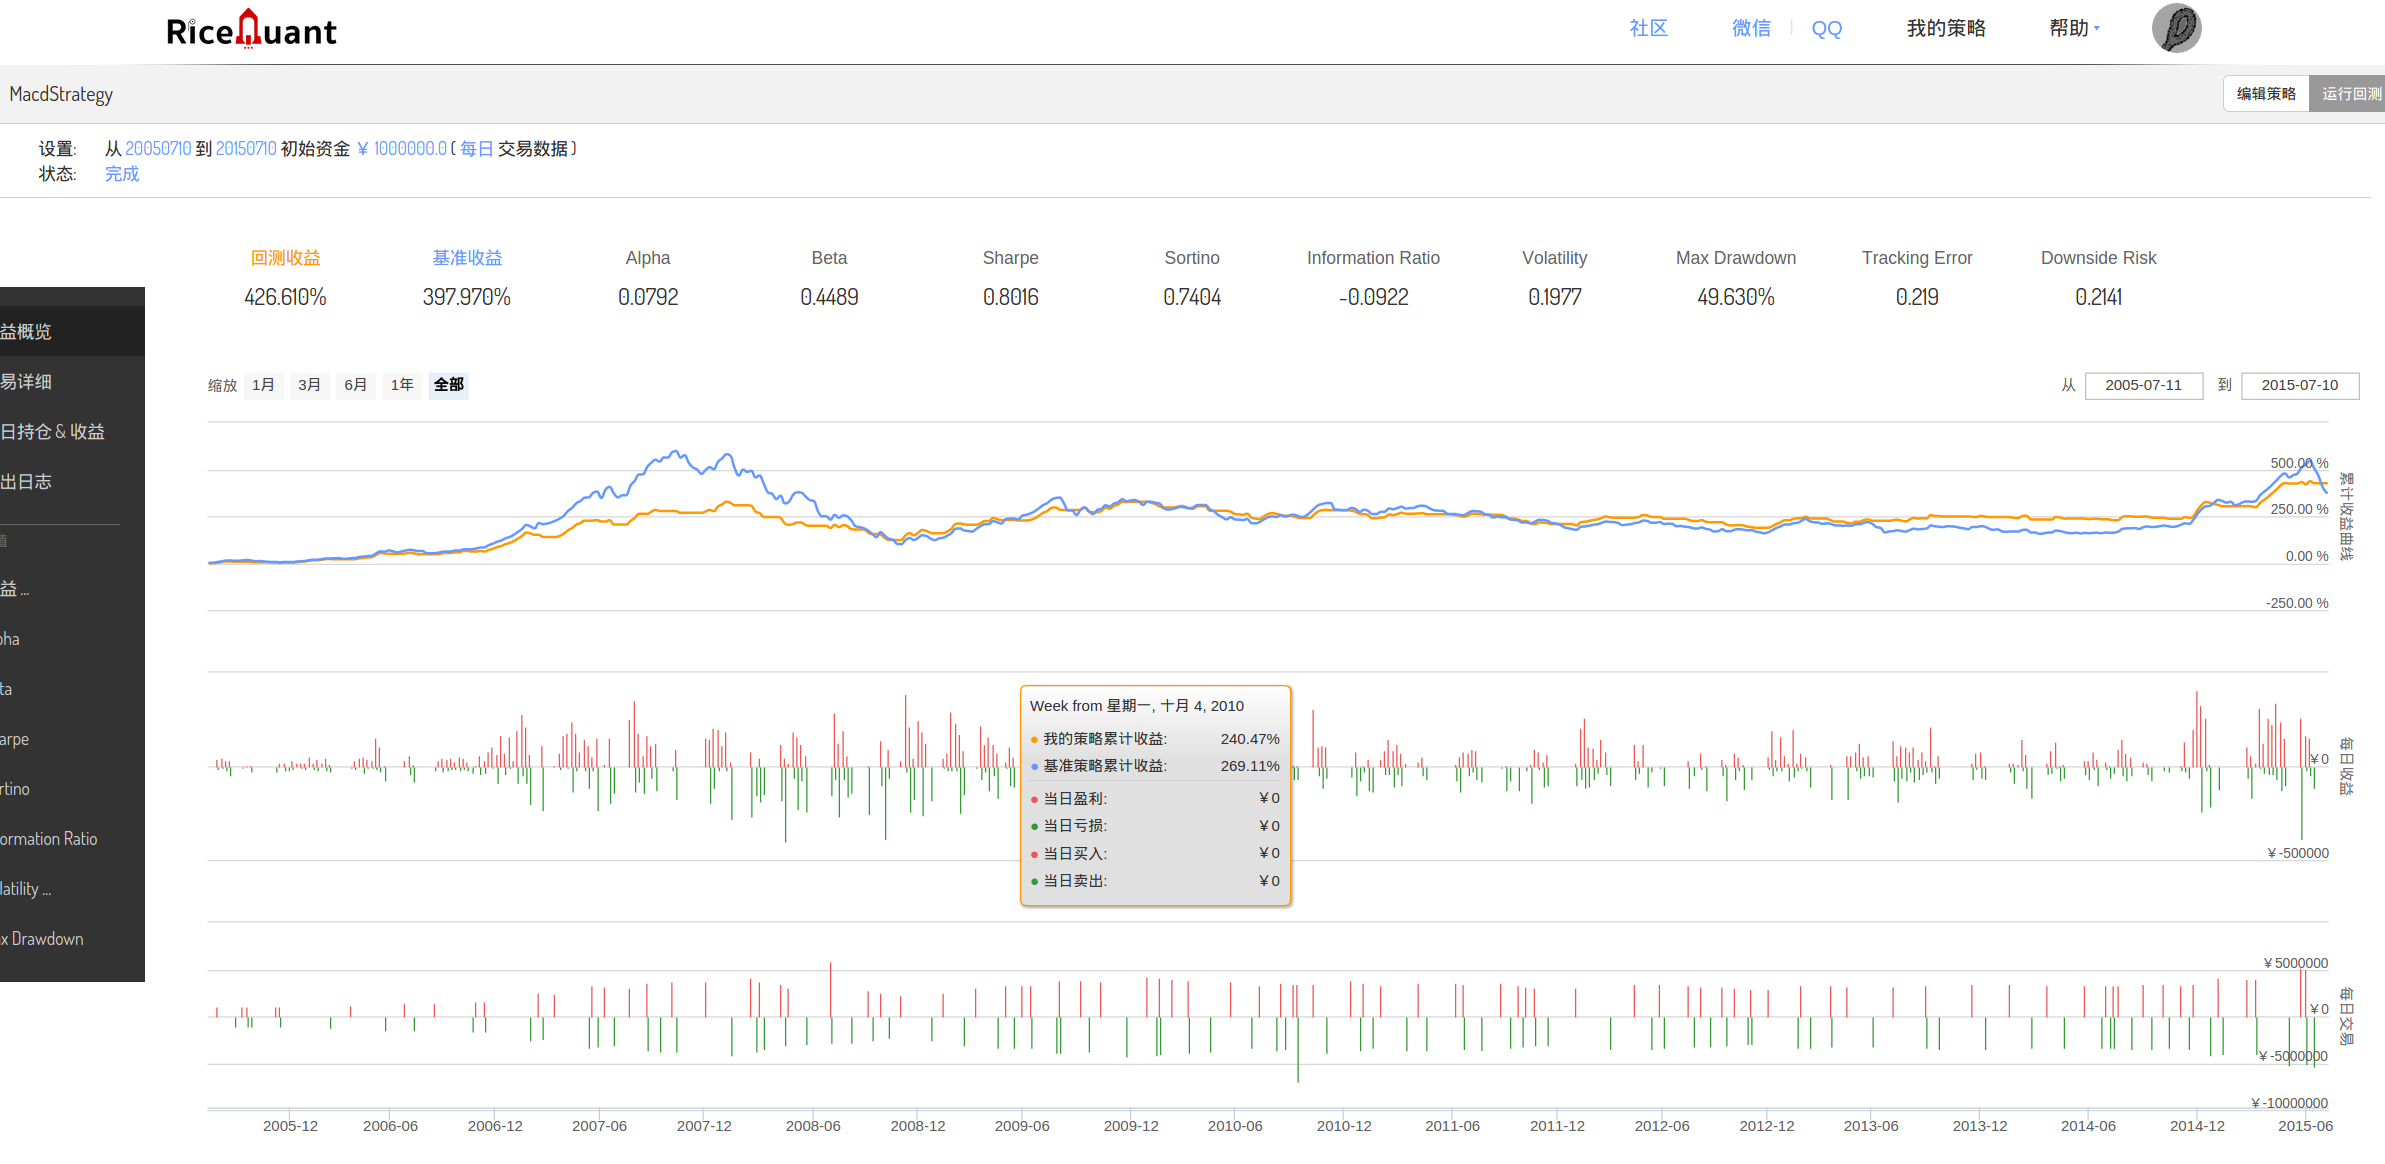 RiceQuant
社区 微信 QQ 我的策略 帮助
MacdStrategy
编辑策略 运行回测
设置: 从 20050710 到 20150710 初始资金 ¥ 1000000.0 ( 每日 交易数据 )
状态: 完成
回测收益 基准收益 Alpha Beta Sharpe Sortino Information Ratio Volatility Max Drawdown Tracking Error Downside Risk
426.610% 397.970% 0.0792 0.4489 0.8016 0.7404 -0.0922 0.1977 49.630% 0.219 0.2141
益概览
易详细
日持仓 & 收益
出日志
值
益 ...
pha
ta
arpe
rtino
ormation Ratio
latility ...
x Drawdown
缩放 1月 3月 6月 1年 全部 从 2005-07-11 到 2015-07-10
500.00 %
250.00 %
0.00 %
-250.00 %
累计收益曲线
Week from 星期一, 十月 4, 2010
我的策略累计收益: 240.47%
基准策略累计收益: 269.11%
当日盈利: ¥0
当日亏损: ¥0
当日买入: ¥0
当日卖出: ¥0
¥0
¥-500000
每日收益
¥5000000
¥0
¥-5000000
¥-10000000
每日交易
2005-12 2006-06 2006-12 2007-06 2007-12 2008-06 2008-12 2009-06 2009-12 2010-06 2010-12 2011-06 2011-12 2012-06 2012-12 2013-06 2013-12 2014-06 2014-12 2015-06